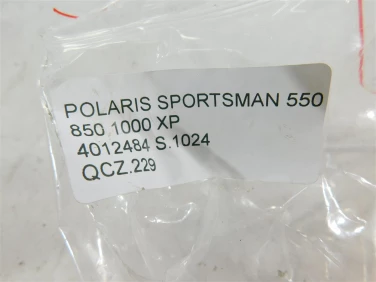 POLARIS SPORTSMAN 550
850 1000 XP
4012484 S.1024
QCZ.229